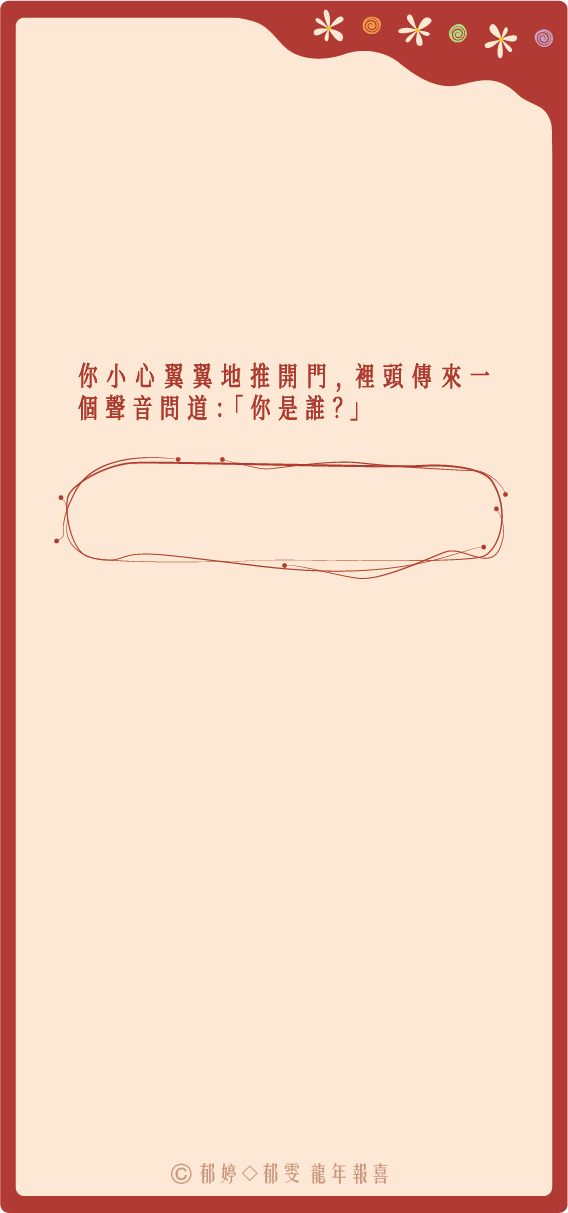 你小心翼翼地推開門，裡頭傳來一
個聲音問道：「你是誰？」
© 郁婷◇郁雯 龍年報喜